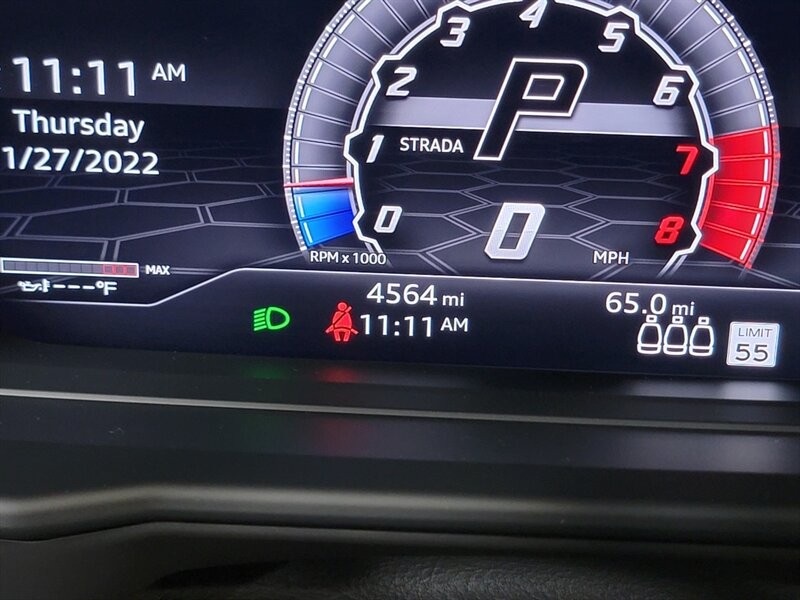 11:11 AM
Thursday
1/27/2022
0 1 2 3 4 5 6 7 8
P
STRADA
0
RPM x 1000
MPH
MAX
---°F
4564 mi
11:11 AM
65.0 mi
LIMIT
55